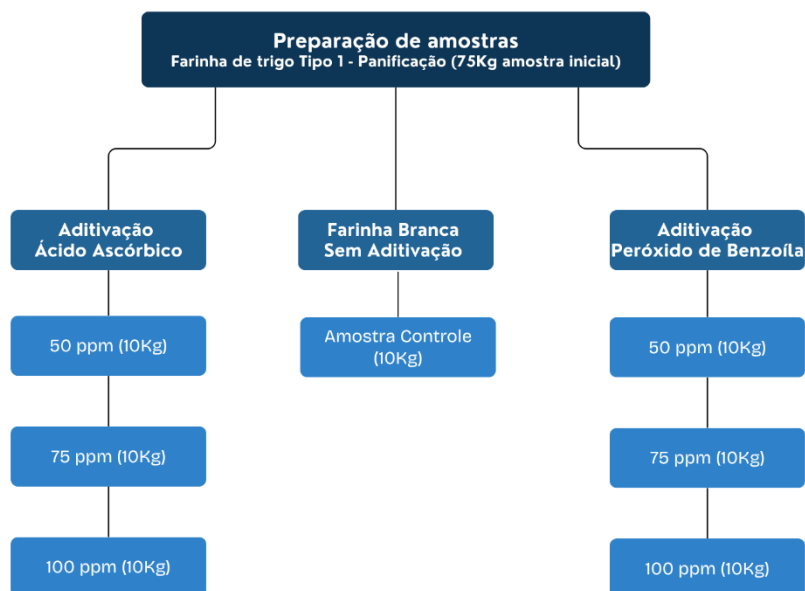 Preparação de amostras
Farinha de trigo Tipo 1 - Panificação (75Kg amostra inicial)
Aditivação
Ácido Ascórbico
50 ppm (10Kg)
75 ppm (10Kg)
100 ppm (10Kg)
Farinha Branca
Sem Aditivação
Amostra Controle
(10Kg)
Aditivação
Peróxido de Benzoíla
50 ppm (10Kg)
75 ppm (10Kg)
100 ppm (10Kg)